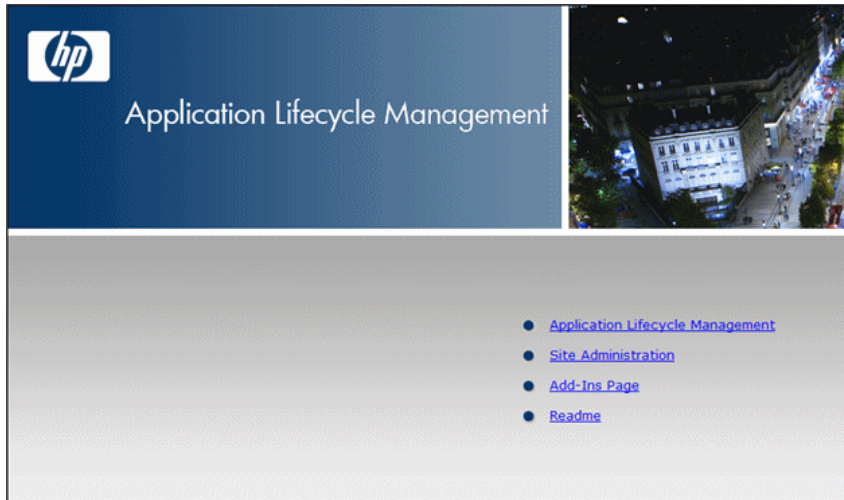 hp
Application Lifecycle Management
Application Lifecycle Management
Site Administration
Add-Ins Page
Readme